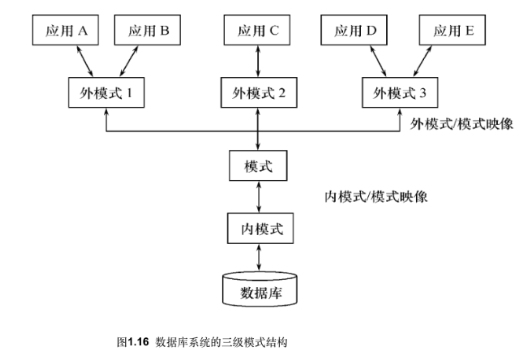 应用 A
应用 B
应用 C
应用 D
应用 E
外模式 1
外模式 2
外模式 3
外模式/模式映像
模式
内模式/模式映像
内模式
数据库
图1.16 数据库系统的三级模式结构